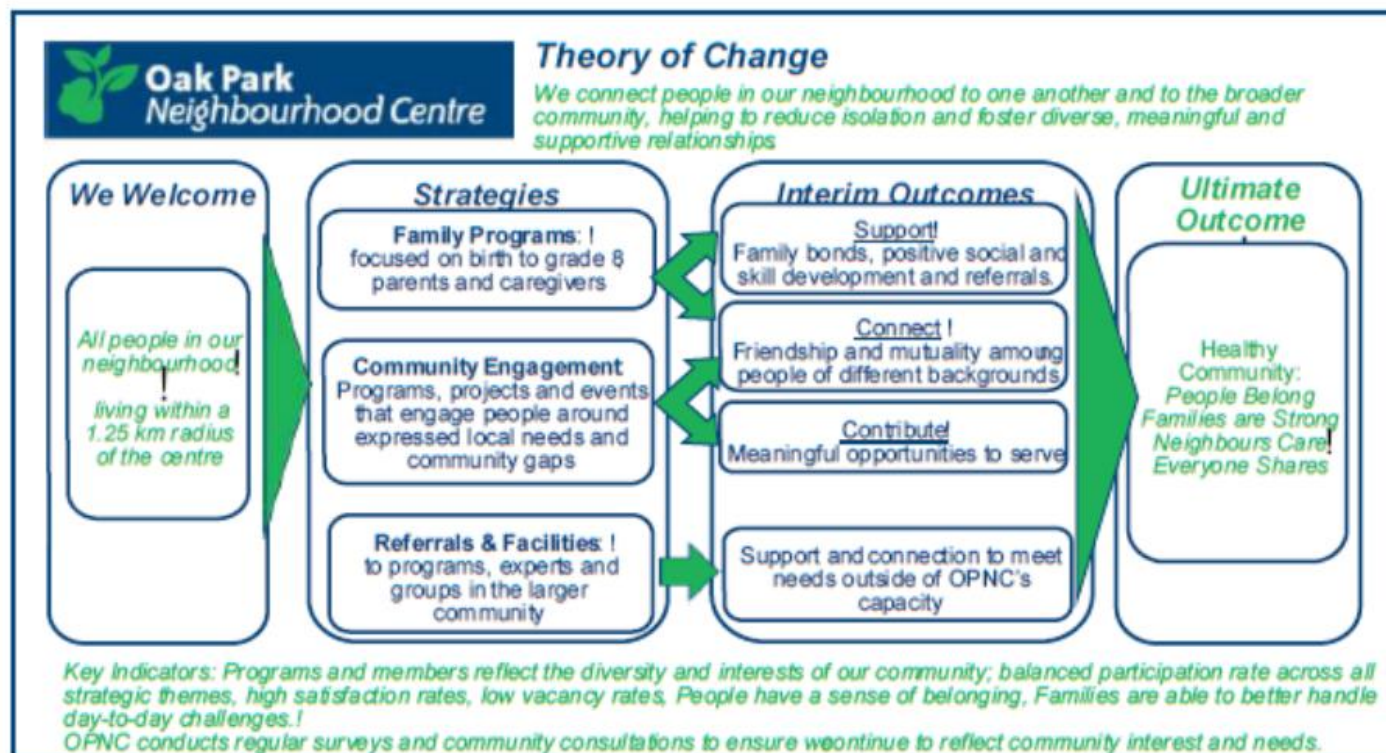 Oak Park
Neighbourhood Centre
Theory of Change
We connect people in our neighbourhood to one another and to the broader
community, helping to reduce isolation and foster diverse, meaningful and
supportive relationships
We Welcome
All people in our
neighbourhood!
!
living within a
1.25 km radius
of the centre
Strategies
Family Programs: !
focused on birth to grade 8,
parents and caregivers
Community Engagement
Programs, projects and events
that engage people around
expressed local needs and
community gaps
Referrals & Facilities: !
to programs, experts and
groups in the larger
community
Interim Outcomes
Support!
Family bonds, positive social and
skill development and referrals.
Connect !
Friendship and mutuality amoung
people of different backgrounds
Contribute!
Meaningful opportunities to serve
Support and connection to meet
needs outside of OPNC's
capacity
Ultimate
Outcome
Healthy
Community:
People Belong
Families are Strong
Neighbours Care!
Everyone Shares
Key Indicators: Programs and members reflect the diversity and interests of our community; balanced participation rate across all
strategic themes, high satisfaction rates, low vacancy rates, People have a sense of belonging, Families are able to better handle
day-to-day challenges.!
OPNC conducts regular surveys and community consultations to ensure weontinue to reflect community interest and needs.